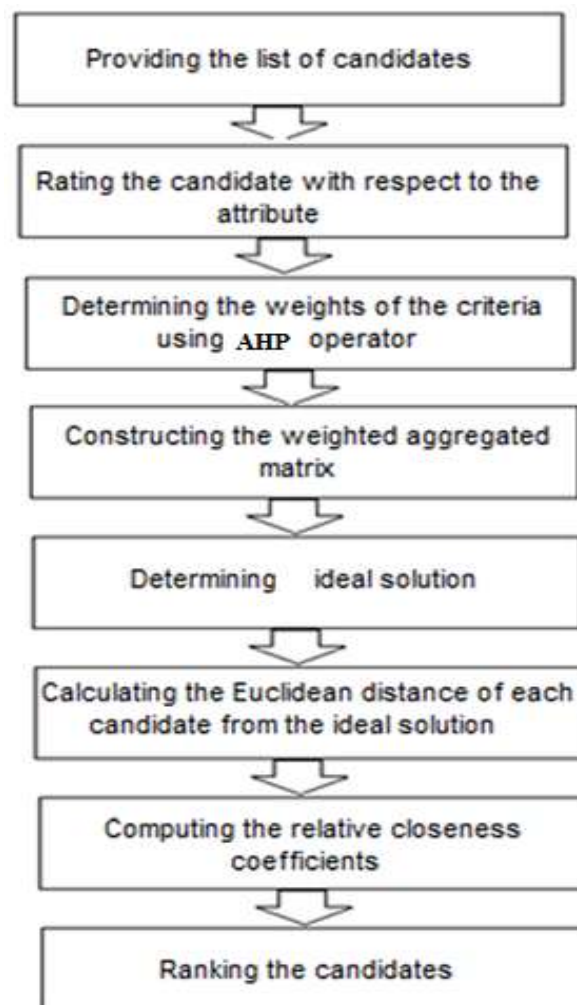 Providing the list of candidates
Rating the candidate with respect to the
attribute
Determining the weights of the criteria
using AHP operator
Constructing the weighted aggregated
matrix
Determining ideal solution
Calculating the Euclidean distance of each
candidate from the ideal solution
Computing the relative closeness
coefficients
Ranking the candidates